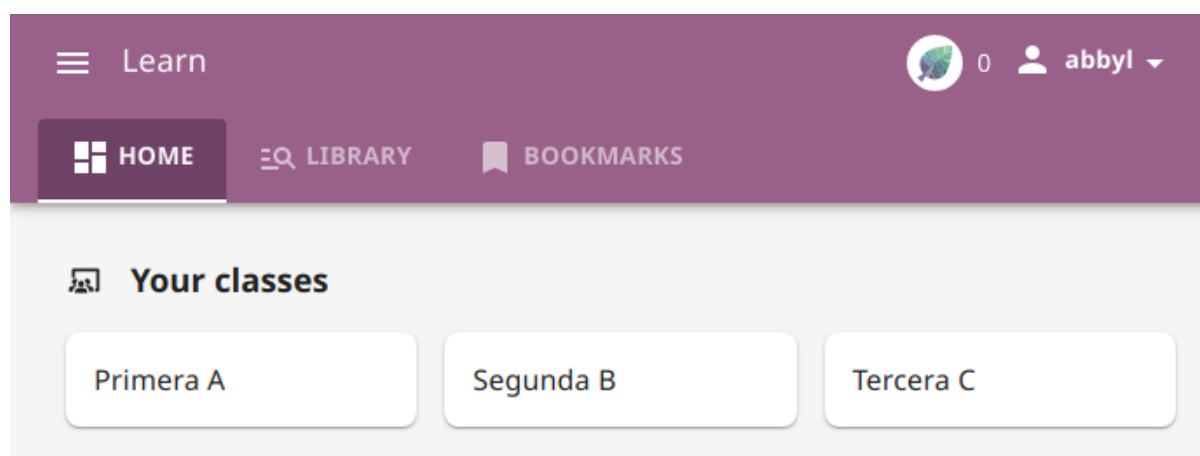 Learn
0 abbyl
HOME LIBRARY BOOKMARKS
Your classes
Primera A Segunda B Tercera C